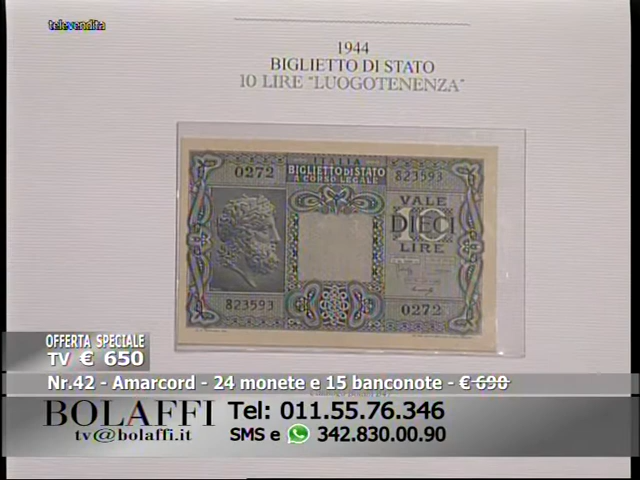 televendita
1944
BIGLIETTO DI STATO
10 LIRE "LUOGOTENENZA"
ITALIA
0272 BIGLIETTO DI STATO 823593
A CORSO LEGALE
VALE
DIECI
10
LIRE
823593 0272
OFFERTA SPECIALE
TV € 650
Nr.42 - Amarcord - 24 monete e 15 banconote - € 690
BOLAFFI Tel: 011.55.76.346
tv@bolaffi.it SMS e 342.830.00.90